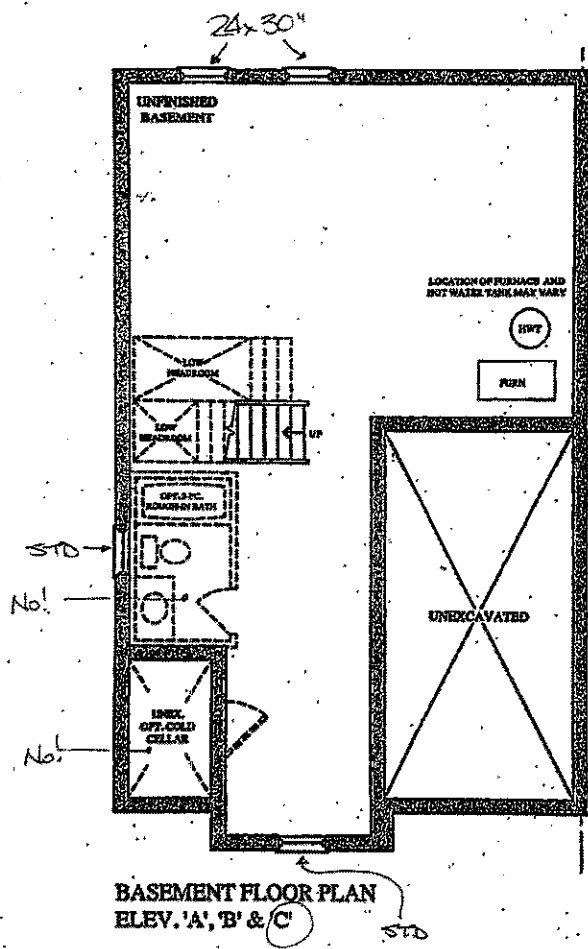 24x30"
UNFINISHED
BASEMENT
LOCATION OF FURNACE AND
HOT WATER TANK MAY VARY
HWT
FURN
LOW
HEADROOM
LOW
HEADROOM
UP
OPT. 3-PC.
ROUGH-IN BATH
STD
No!
UNEXCAVATED
UNEX.
OPT. COLD
CELLAR
No!
BASEMENT FLOOR PLAN
ELEV. 'A', 'B' & 'C'
STD